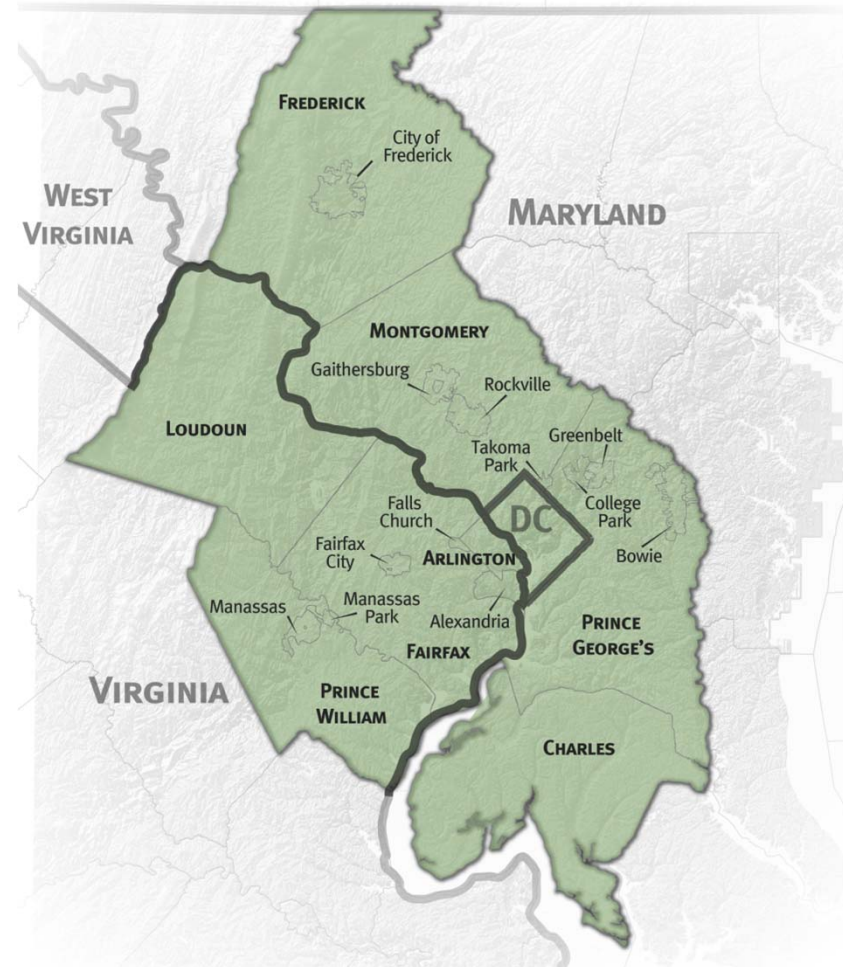 FREDERICK
City of
Frederick
WEST
VIRGINIA
MARYLAND
MONTGOMERY
Gaithersburg
Rockville
LOUDOUN
Takoma
Park
Greenbelt
Falls
Church
DC
College
Park
Fairfax
City
ARLINGTON
Bowie
Manassas
Manassas
Park
Alexandria
PRINCE
GEORGE'S
FAIRFAX
VIRGINIA
PRINCE
WILLIAM
CHARLES